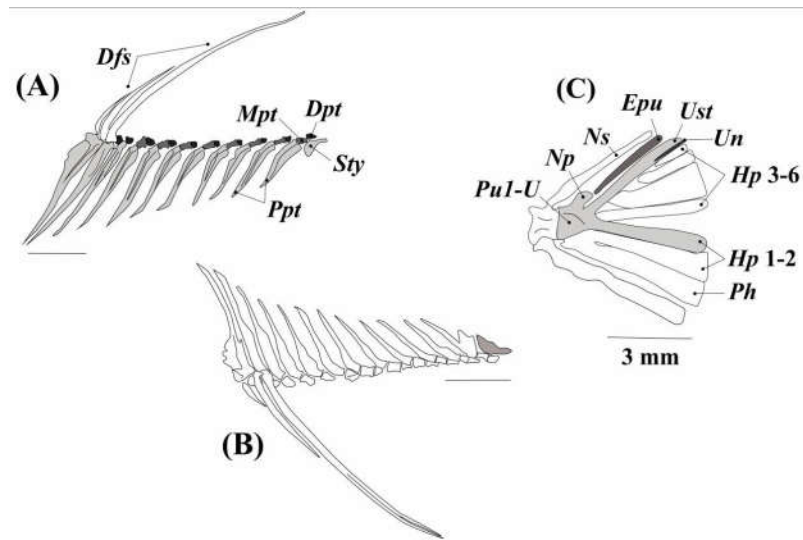 Dfs
(A)
Mpt
Dpt
Sty
Ppt
(C)
Epu
Ust
Ns
Un
Np
Hp 3-6
Pu1-U
Hp 1-2
Ph
3 mm
(B)